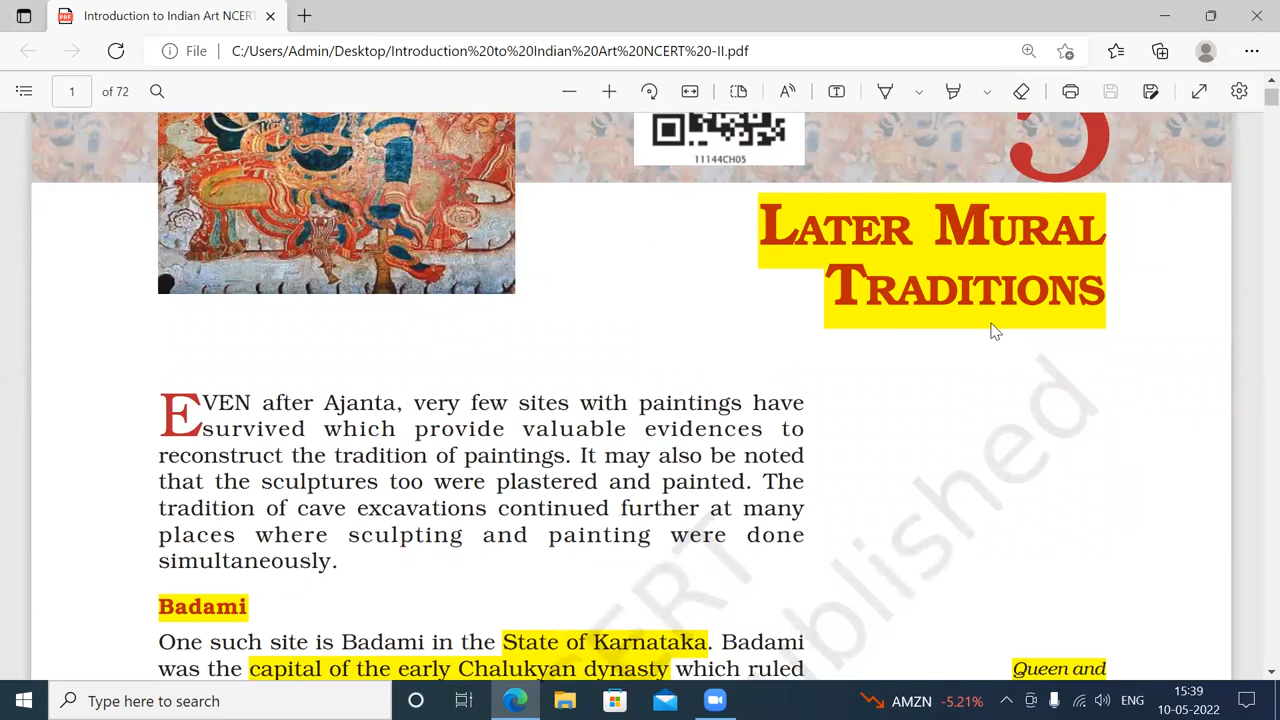 Introduction to Indian Art NCERT
File
C:/Users/Admin/Desktop/Introduction%20to%20Indian%20Art%20NCERT%20-II.pdf
1 of 72
11144CH05
5
LATER MURAL
TRADITIONS
EVEN after Ajanta, very few sites with paintings have
survived which provide valuable evidences to
reconstruct the tradition of paintings. It may also be noted
that the sculptures too were plastered and painted. The
tradition of cave excavations continued further at many
places where sculpting and painting were done
simultaneously.
Badami
One such site is Badami in the State of Karnataka. Badami
was the capital of the early Chalukyan dynasty which ruled
Queen and
Type here to search
AMZN -5.21%
ENG
15:39
10-05-2022